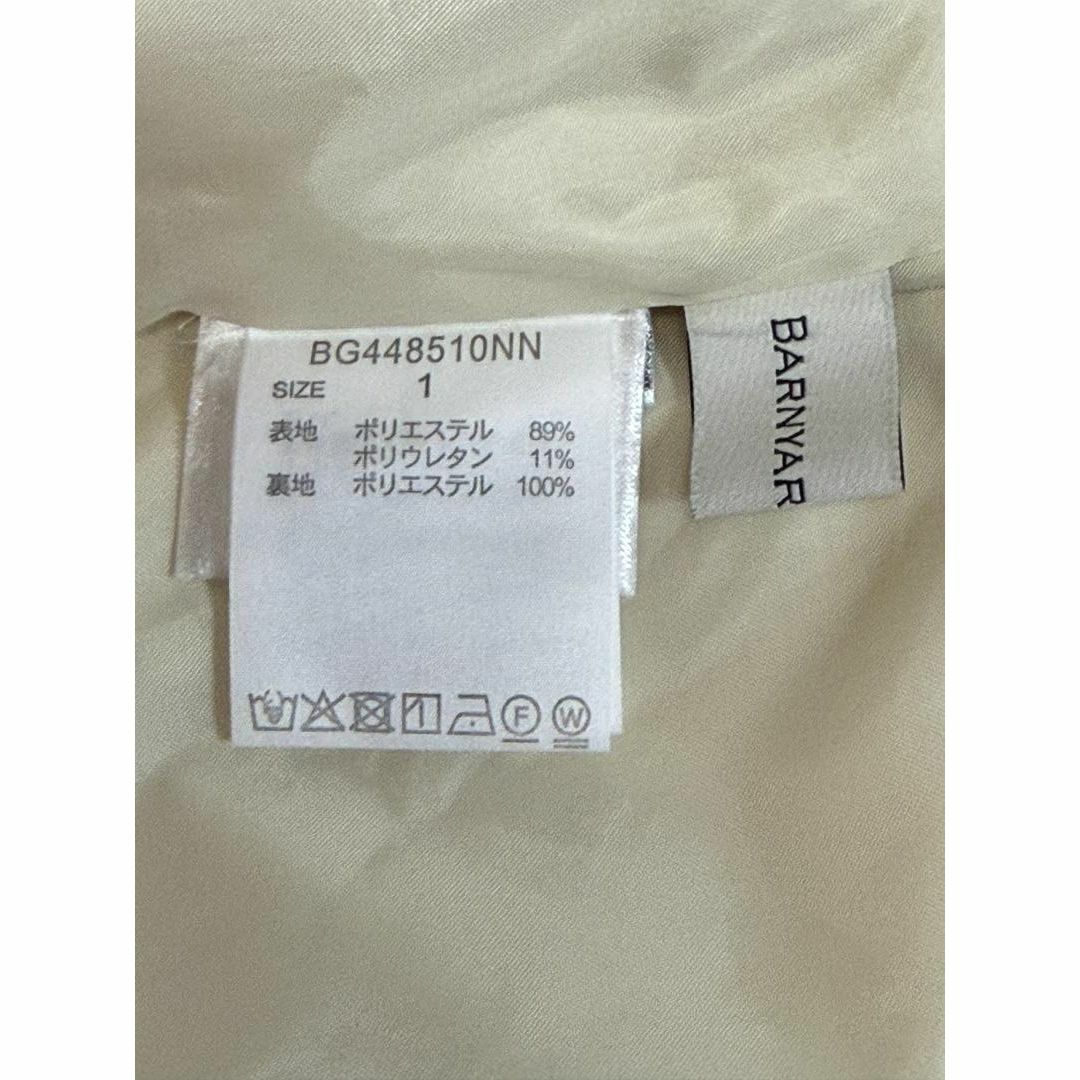 BG448510NN
SIZE 1
表地 ポリエステル 89%
ポリウレタン 11%
裏地 ポリエステル 100%
1 F W
BARNYAR